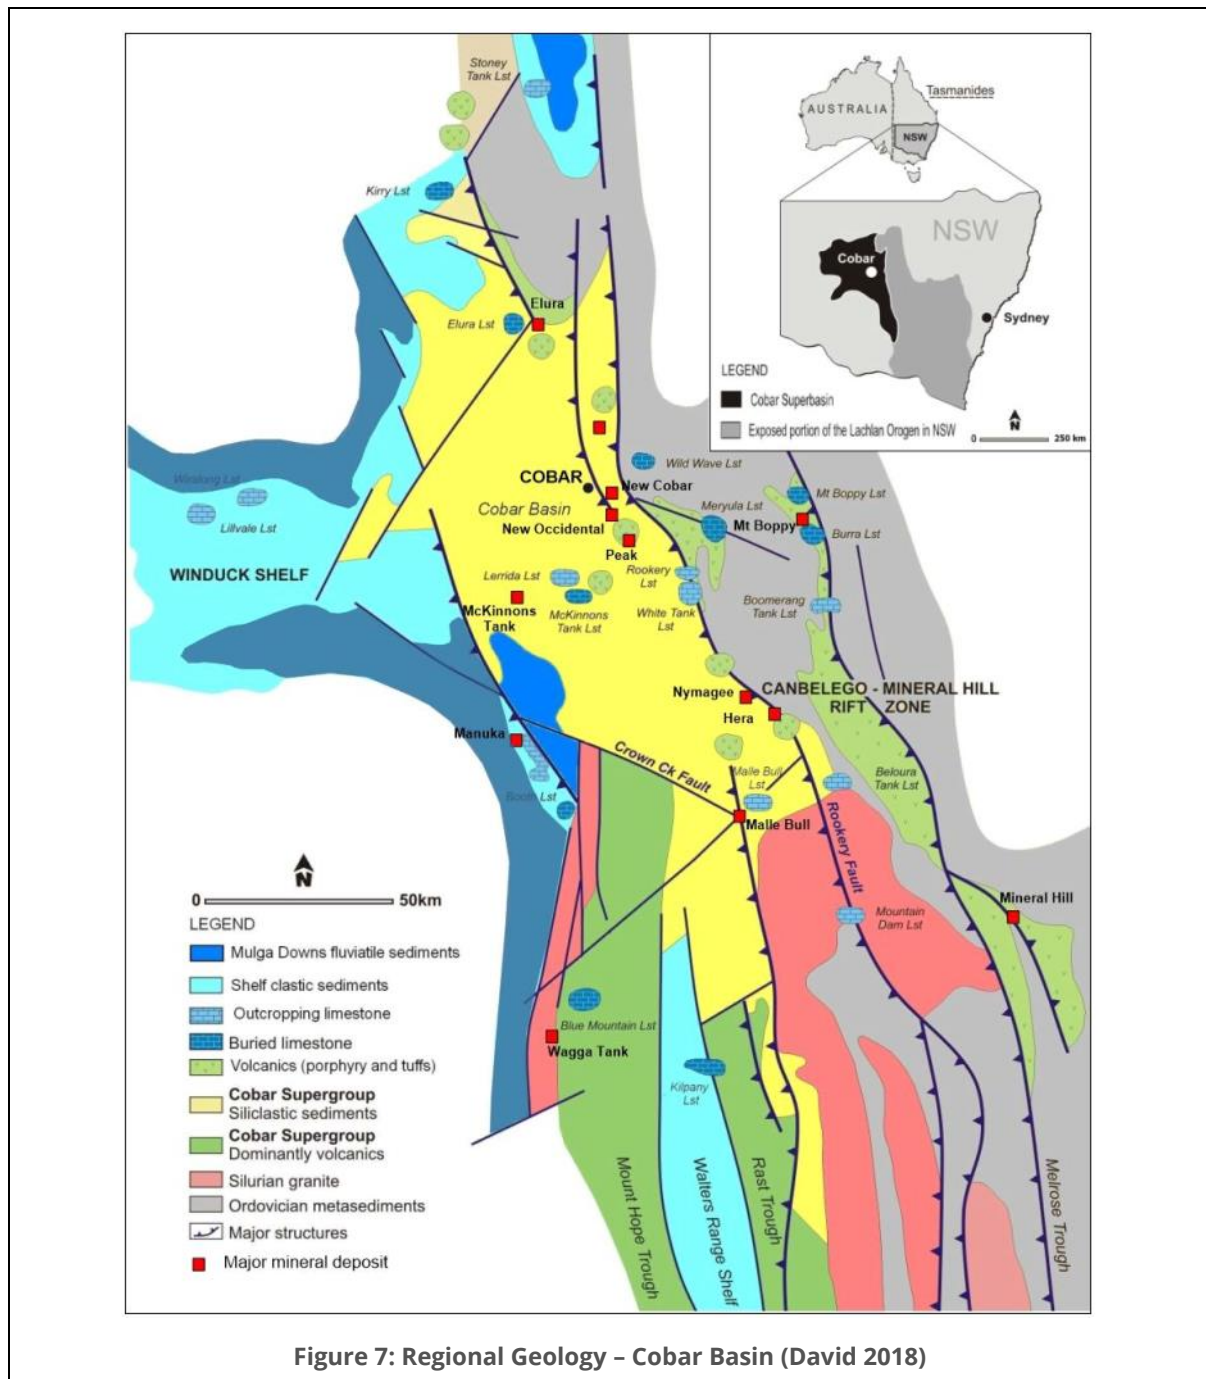 Stoney
Tank Lst
Kirry Lst
Elura
Elura Lst
Tasmanides
AUSTRALIA
NSW
NSW
Cobar
Sydney
LEGEND
Cobar Superbasin
Exposed portion of the Lachlan Orogen in NSW
N
0 250 km
Winduug Lst
Lillvale Lst
WINDUCK SHELF
COBAR
Cobar Basin
New Cobar
New Occidental
Peak
Wild Wave Lst
Meryula Lst
Mt Boppy Lst
Mt Boppy
Burra Lst
Lerrida Lst
McKinnons
Tank
McKinnons
Tank Lst
Rookery
Lst
White Tank
Lst
Boomerang
Tank Lst
Nymagee
Hera
CANBELEGO - MINERAL HILL
RIFT ZONE
Manuka
Booth Lst
Crown Ck Fault
Malle Bull
Lst
Malle Bull
Beloura
Tank Lst
Rookery Fault
Mountain
Dam Lst
Mineral Hill
Blue Mountain Lst
Wagga Tank
Kilpany
Lst
Mount Hope Trough
Walters Range Shelf
Rast Trough
Melrose Trough
N
0 50km
LEGEND
Mulga Downs fluviatile sediments
Shelf clastic sediments
Outcropping limestone
Buried limestone
Volcanics (porphyry and tuffs)
Cobar Supergroup
Siliclastic sediments
Cobar Supergroup
Dominantly volcanics
Silurian granite
Ordovician metasediments
Major structures
Major mineral deposit
Figure 7: Regional Geology – Cobar Basin (David 2018)